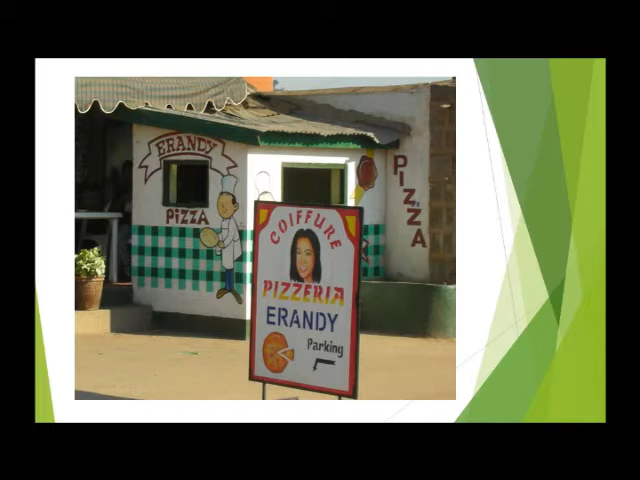 ERANDY
PIZZA
PIZZA
COIFFURE
PIZZERIA
ERANDY
Parking